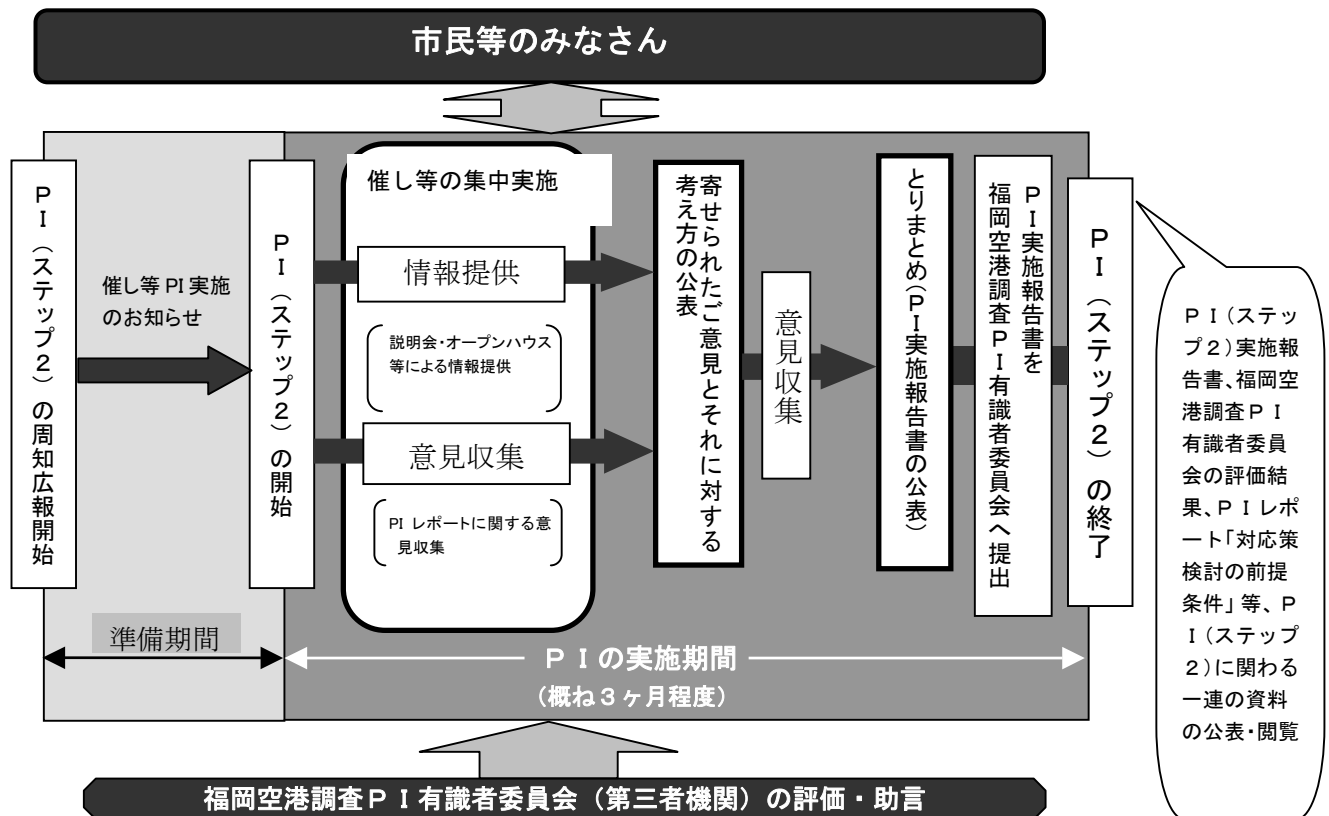 市民等のみなさん
PI（ステップ２）の周知広報開始
催し等 PI 実施
のお知らせ
PI（ステップ２）の開始
催し等の集中実施
情報提供
説明会・オープンハウス
等による情報提供
意見収集
PI レポートに関する意
見収集
寄せられたご意見とそれに対する
考え方の公表
意見収集
とりまとめ（ＰＩ実施報告書の公表）
ＰＩ実施報告書を
福岡空港調査ＰＩ有識者委員会へ提出
ＰＩ（ステップ２）の終了
ＰＩ（ステッ
プ２）実施報
告書、福岡空
港調査ＰＩ
有識者委員
会の評価結
果、ＰＩレポ
ート「対応策
検討の前提
条件」等、Ｐ
Ｉ（ステップ
２）に関わる
一連の資料
の公表・閲覧
準備期間
ＰＩの実施期間
（概ね３ヶ月程度）
福岡空港調査ＰＩ有識者委員会（第三者機関）の評価・助言